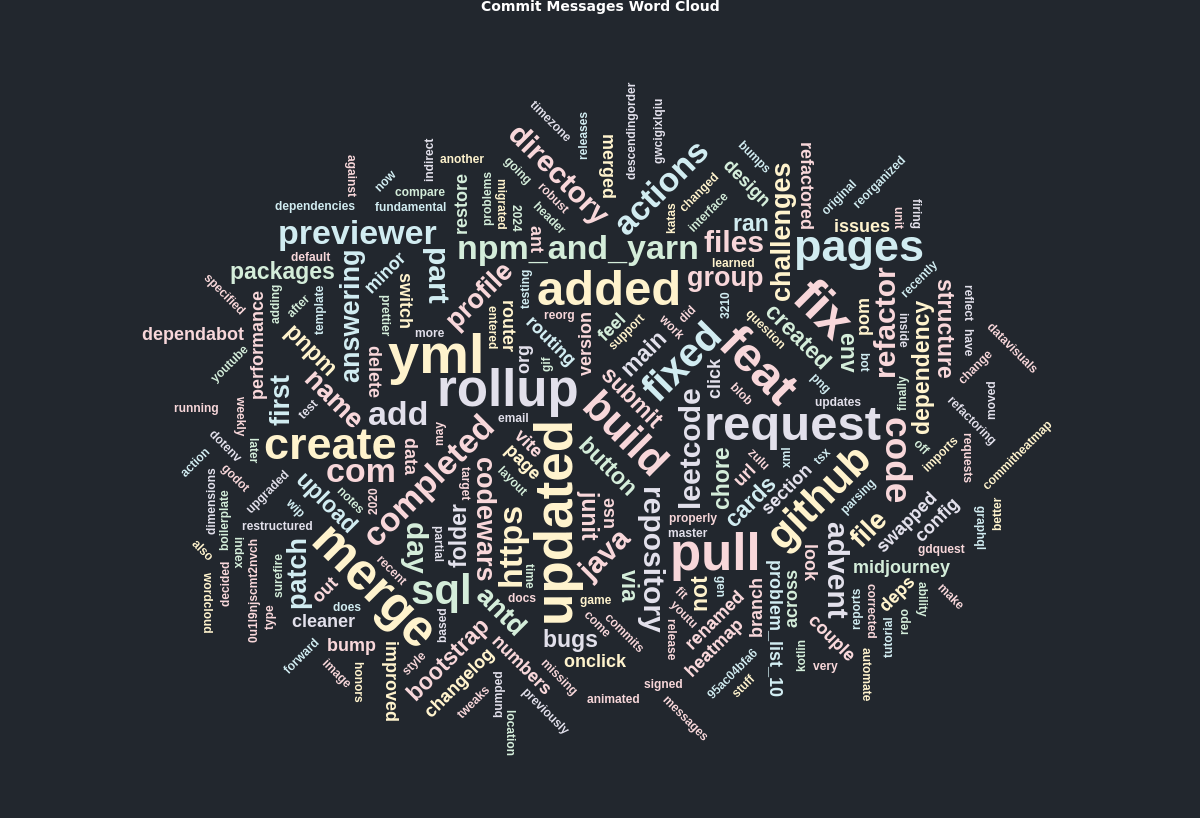 Commit Messages Word Cloud
timezone
releases
descendingorder
gwcigixlqiu
merged
directory
actions
bumps
refactored
original
reorganized
against
now
indirect
another
going
robust
header
design
changed
interface
katas
challenges
unit
firing
dependencies
compare
fundamental
restore
problems
migrated
2024
ant
ran
issues
previewer
npm_and_yarn
files
pages
default
packages
part
learned
group
recently
specified
adding
after
template
answering
minor
switch
profile
testing
added
3210
fix
refactor
structure
reflect
have
datavisuals
dependabot
performance
pnpm
prettier
more
entered
router
reorg
routing
version
feel
support
work
did
question
created
env
pom
bot
inside
dependency
change
youtube
first
name
delete
yml
org
gif
main
fixed
feat
png
finally
moved
running
weekly
test
add
rollup
submit
click
blob
updates
refactoring
later
create
data
may
email
build
request
off
imports
requests
commitheatmap
dotenv
action
godot
com
completed
vite
page
layout
button
leetcode
chore
url
zulu
nux
tsx
code
dimensions
upgraded
upload
notes
2020
target
codewars
updated
cards
section
github
parsing
better
boilerplate
wip
restructured
https
junit
esn
repository
properly
master
file
swapped
config
graphql
also
index
merge
day
partial
folder
java
pull
advent
gdquest
decided
0u19njscmt2nvch
surefire
patch
recent
sql
time
docs
via
fit
not
gen
look
midjourney
wordcloud
type
out
does
antd
game
youtu
problem_list_10
across
deps
ability
make
cleaner
based
come
commits
release
renamed
branch
couple
reports
corrected
tutorial
repo
forward
bump
improved
style
bootstrap
numbers
bugs
onclick
heatmap
kotlin
very
automate
image
honors
changelog
tweaks
bumped
missing
previously
animated
signed
95ac04bfa6
stuff
location
messages